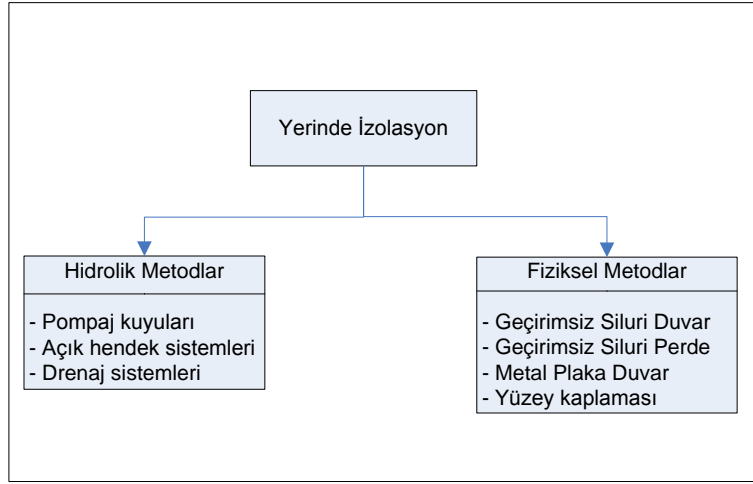 Yerinde İzolasyon
Hidrolik Metodlar
- Pompaj kuyuları
- Açık hendek sistemleri
- Drenaj sistemleri
Fiziksel Metodlar
- Geçirimsiz Siluri Duvar
- Geçirimsiz Siluri Perde
- Metal Plaka Duvar
- Yüzey kaplaması